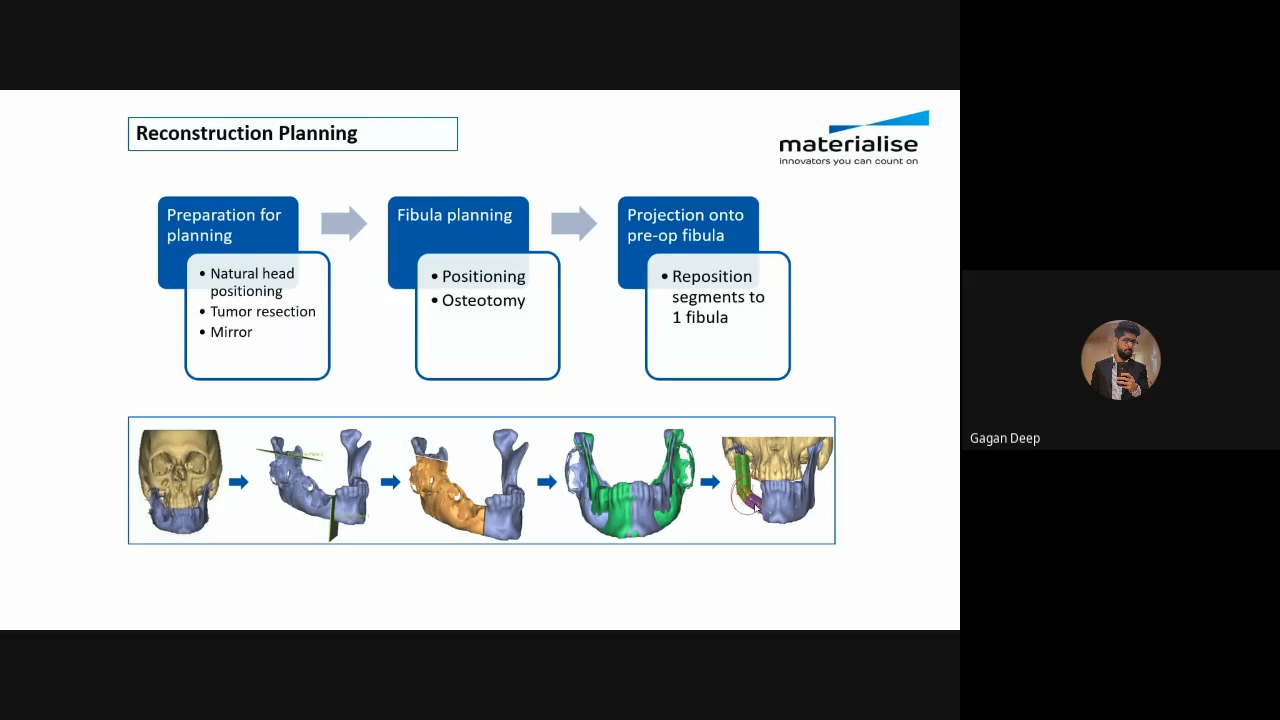 Reconstruction Planning
materialise
innovators you can count on
Preparation for
planning
• Natural head
positioning
• Tumor resection
• Mirror
Fibula planning
• Positioning
• Osteotomy
Projection onto
pre-op fibula
• Reposition
segments to
1 fibula
Gagan Deep